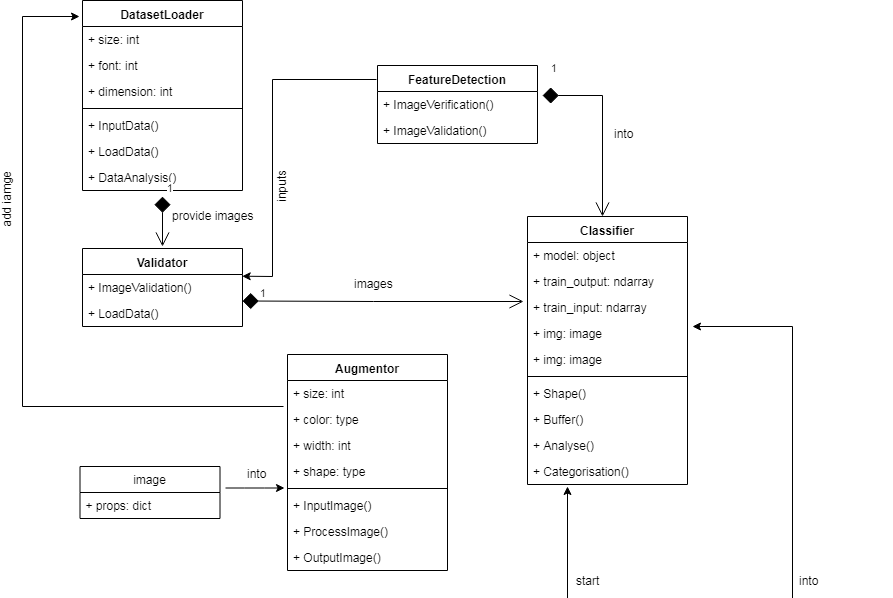 DatasetLoader
+ size: int
+ font: int
+ dimension: int
+ InputData()
+ LoadData()
+ DataAnalysis()
1
provide images
add iamge
FeatureDetection
+ ImageVerification()
+ ImageValidation()
1
into
inputs
Validator
+ ImageValidation()
+ LoadData()
1
images
Classifier
+ model: object
+ train_output: ndarray
+ train_input: ndarray
+ img: image
+ img: image
+ Shape()
+ Buffer()
+ Analyse()
+ Categorisation()
Augmentor
+ size: int
+ color: type
+ width: int
+ shape: type
+ InputImage()
+ ProcessImage()
+ OutputImage()
image
+ props: dict
into
start
into